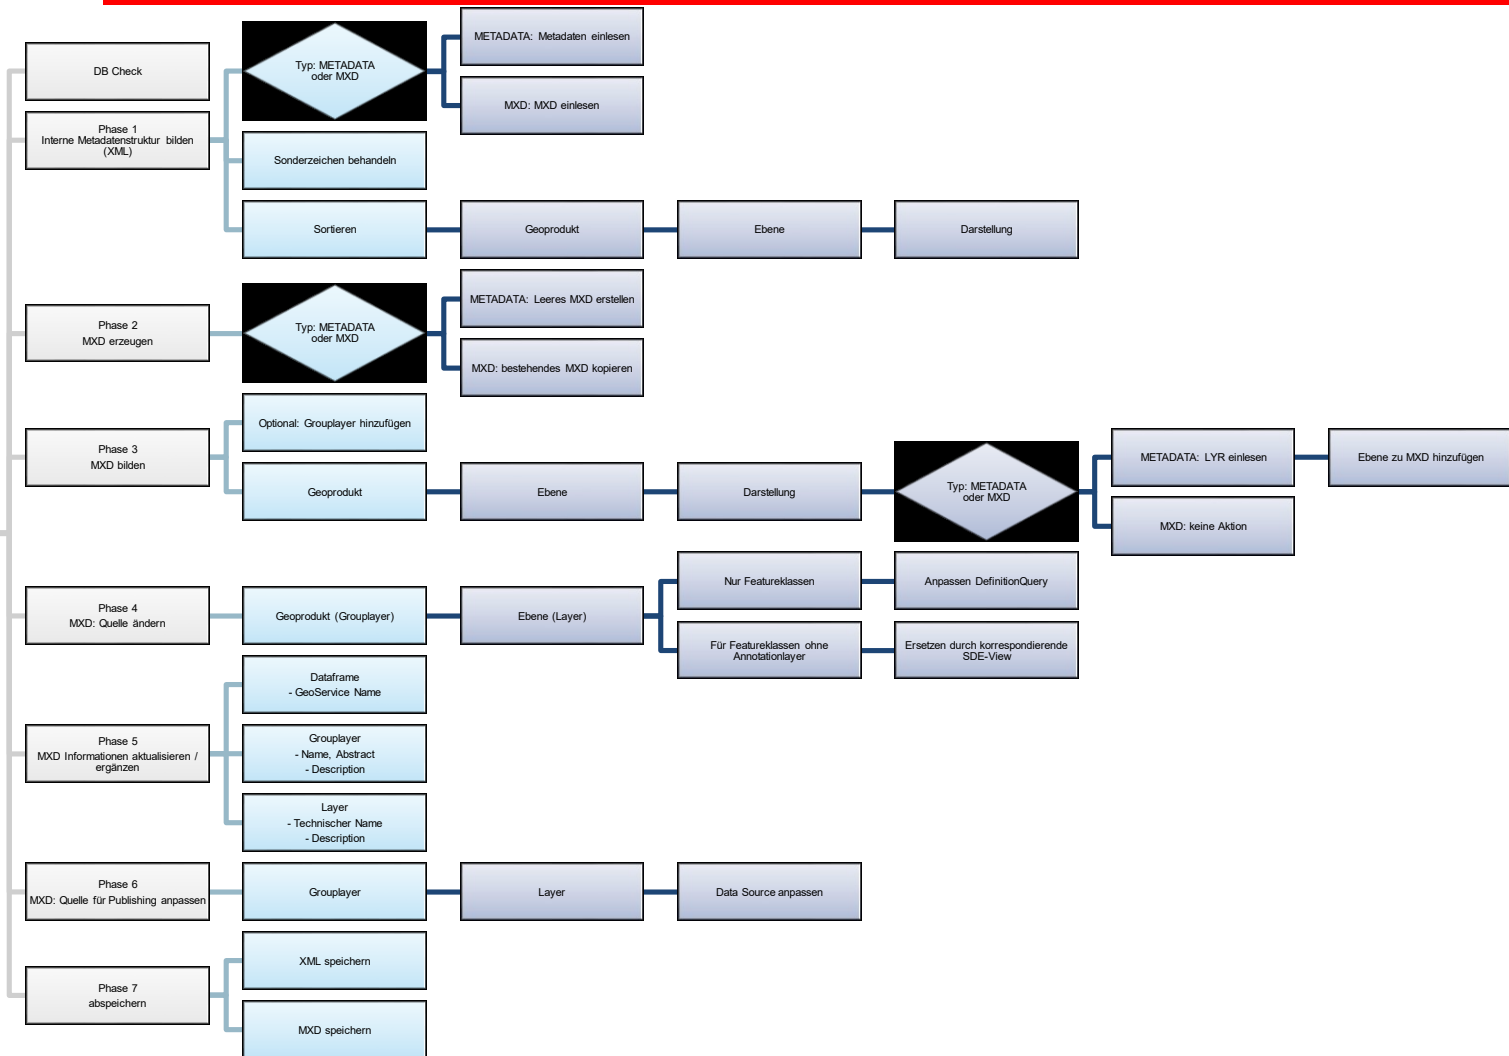 DB Check
Phase 1
Interne Metadatenstruktur bilden
(XML)
Typ: METADATA
oder MXD
METADATA: Metadaten einlesen
MXD: MXD einlesen
Sonderzeichen behandeln
Sortieren
Geoprodukt
Ebene
Darstellung
Phase 2
MXD erzeugen
Typ: METADATA
oder MXD
METADATA: Leeres MXD erstellen
MXD: bestehendes MXD kopieren
Phase 3
MXD bilden
Optional: Grouplayer hinzufügen
Geoprodukt
Ebene
Darstellung
Typ: METADATA
oder MXD
METADATA: LYR einlesen
Ebene zu MXD hinzufügen
MXD: keine Aktion
Phase 4
MXD: Quelle ändern
Geoprodukt (Grouplayer)
Ebene (Layer)
Nur Featureklassen
Anpassen DefinitionQuery
Für Featureklassen ohne
Annotationlayer
Ersetzen durch korrespondierende
SDE-View
Phase 5
MXD Informationen aktualisieren /
ergänzen
Dataframe
- GeoService Name
Grouplayer
- Name, Abstract
- Description
Layer
- Technischer Name
- Description
Phase 6
MXD: Quelle für Publishing anpassen
Grouplayer
Layer
Data Source anpassen
Phase 7
abspeichern
XML speichern
MXD speichern